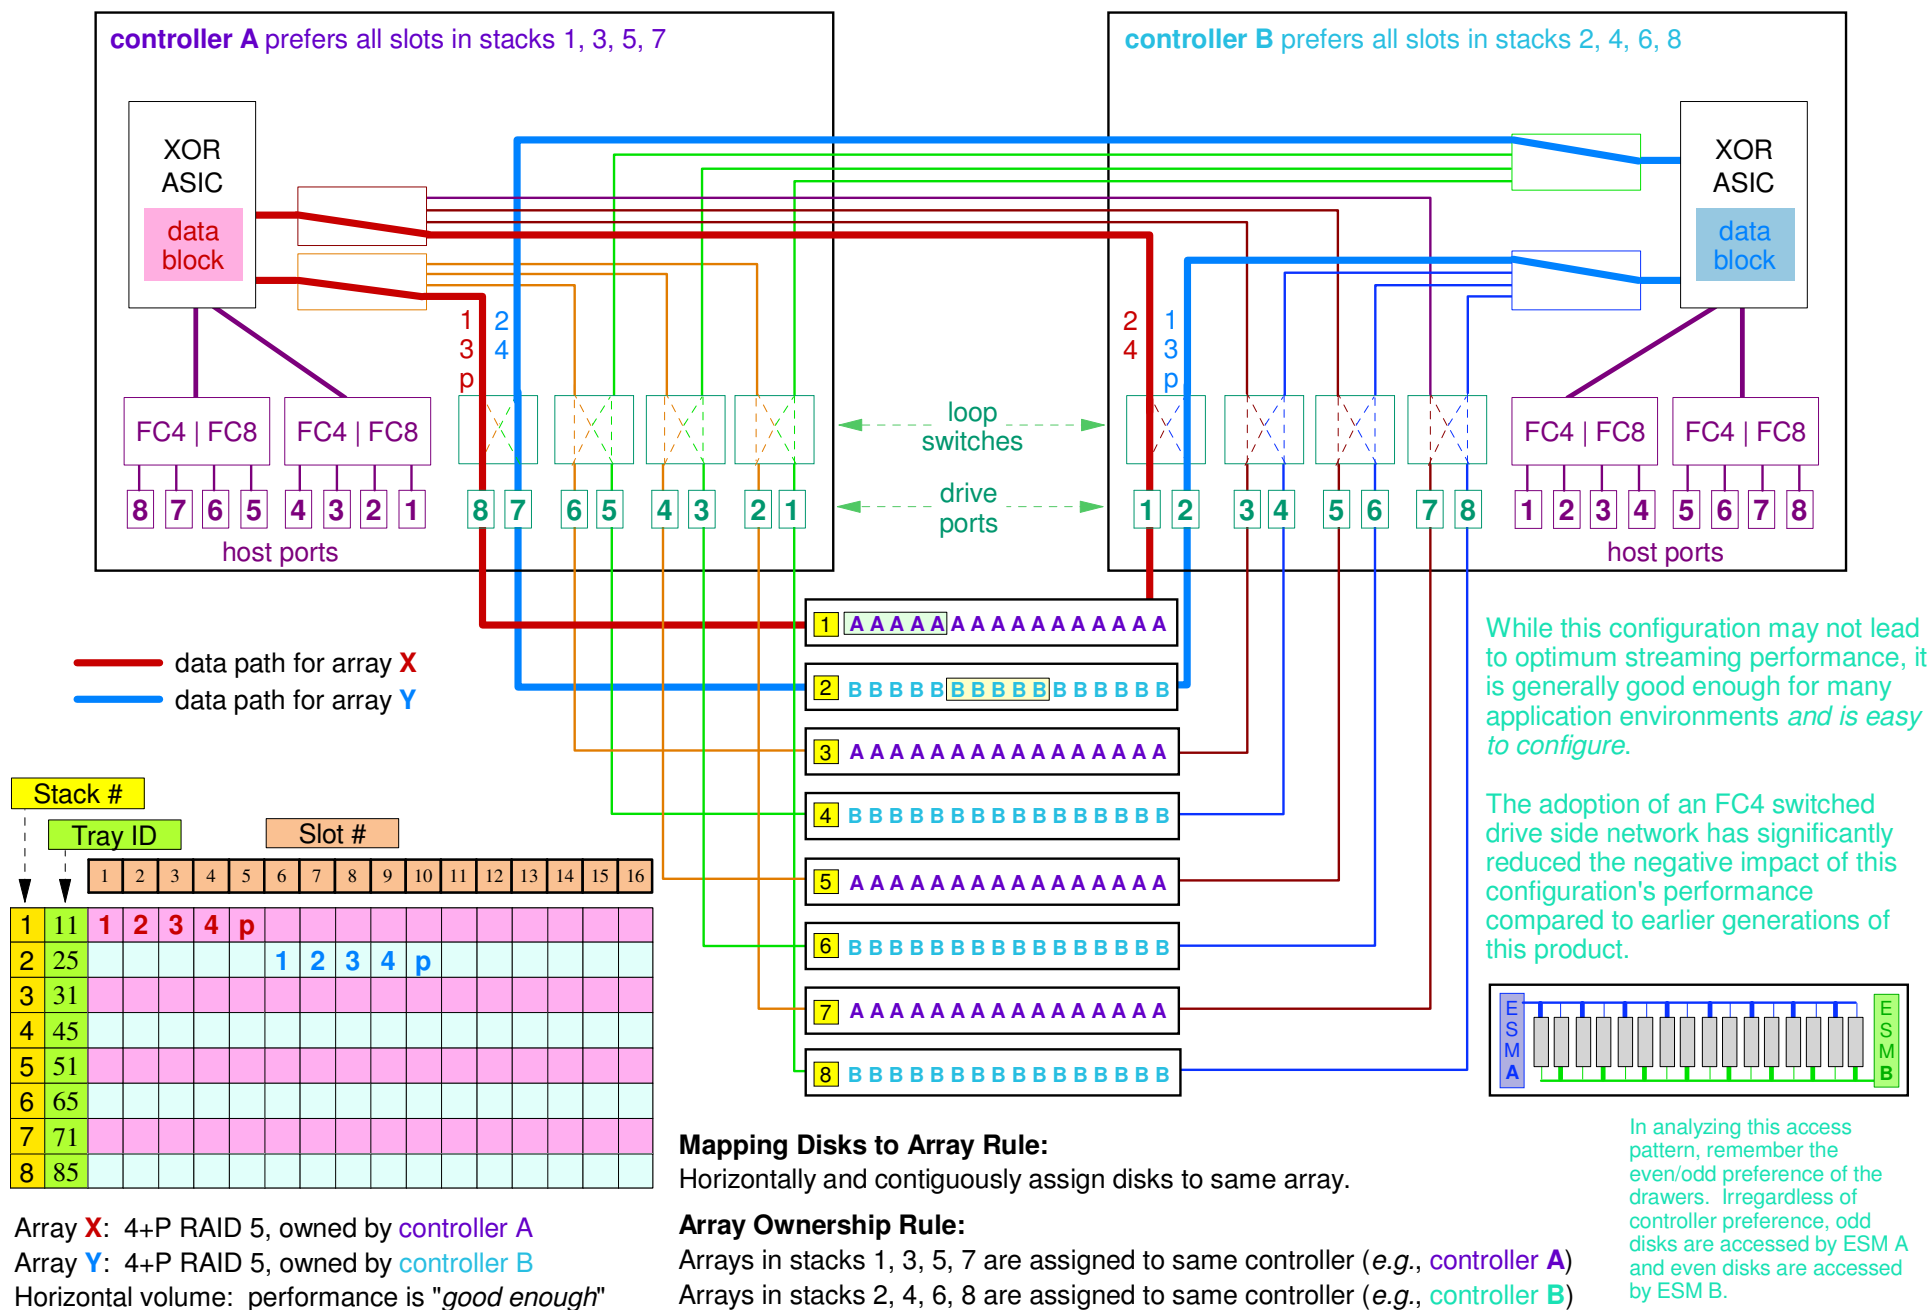 controller A prefers all slots in stacks 1, 3, 5, 7
controller B prefers all slots in stacks 2, 4, 6, 8
XOR
ASIC
data
block
XOR
ASIC
data
block
1
3
p
2
4
2
4
1
3
p
FC4 | FC8
FC4 | FC8
loop
switches
FC4 | FC8
FC4 | FC8
8 7 6 5 4 3 2 1
host ports
8 7 6 5 4 3 2 1
drive
ports
1 2 3 4 5 6 7 8
1 2 3 4 5 6 7 8
host ports
1 A A A A A A A A A A A A A A A A
2 B B B B B B B B B B B B B B B B
3 A A A A A A A A A A A A A A A A
4 B B B B B B B B B B B B B B B B
5 A A A A A A A A A A A A A A A A
6 B B B B B B B B B B B B B B B B
7 A A A A A A A A A A A A A A A A
8 B B B B B B B B B B B B B B B B
data path for array X
data path for array Y
While this configuration may not lead
to optimum streaming performance, it
is generally good enough for many
application environments and is easy
to configure.
The adoption of an FC4 switched
drive side network has significantly
reduced the negative impact of this
configuration's performance
compared to earlier generations of
this product.
Stack #
Tray ID
Slot #
1 2 3 4 5 6 7 8 9 10 11 12 13 14 15 16
1 11 1 2 3 4 p
2 25 1 2 3 4 p
3 31
4 45
5 51
6 65
7 71
8 85
E
S
M
A
E
S
M
B
In analyzing this access
pattern, remember the
even/odd preference of the
drawers. Irregardless of
controller preference, odd
disks are accessed by ESM A
and even disks are accessed
by ESM B.
Array X: 4+P RAID 5, owned by controller A
Array Y: 4+P RAID 5, owned by controller B
Horizontal volume: performance is "good enough"
Mapping Disks to Array Rule:
Horizontally and contiguously assign disks to same array.
Array Ownership Rule:
Arrays in stacks 1, 3, 5, 7 are assigned to same controller (e.g., controller A)
Arrays in stacks 2, 4, 6, 8 are assigned to same controller (e.g., controller B)